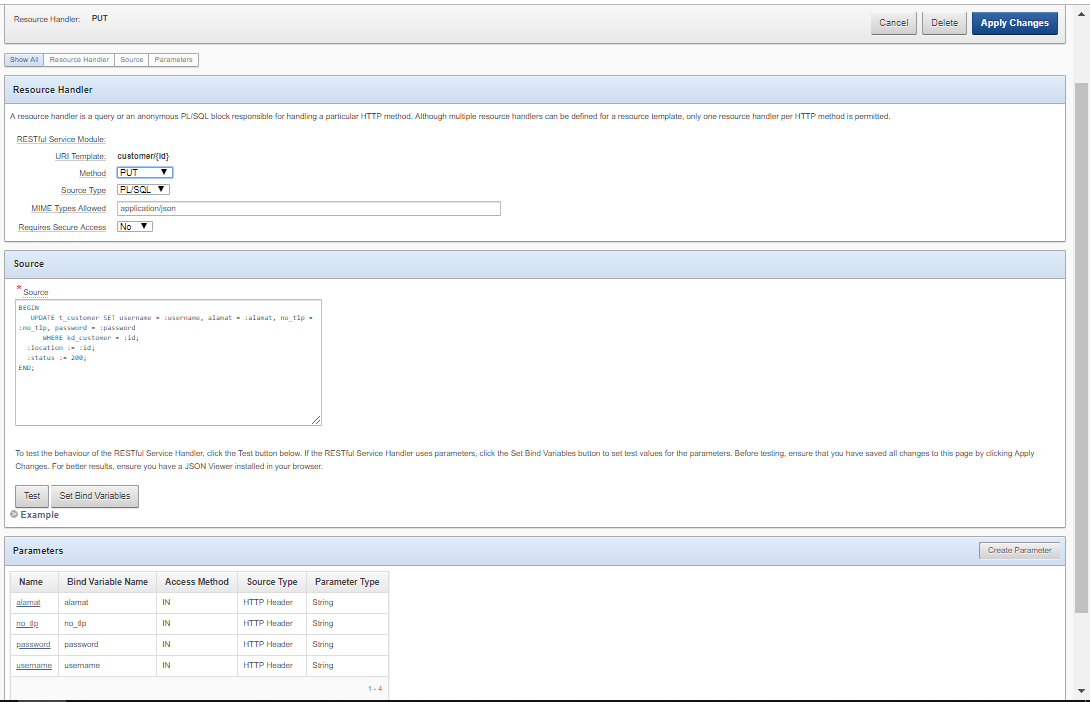 Resource Handler: PUT
Cancel Delete Apply Changes
Show All Resource Handler Source Parameters
Resource Handler
A resource handler is a query or an anonymous PL/SQL block responsible for handling a particular HTTP method. Although multiple resource handlers can be defined for a resource template, only one resource handler per HTTP method is permitted.
RESTful Service Module:
URI Template: customer/{id}
Method PUT
Source Type PL/SQL
MIME Types Allowed application/json
Requires Secure Access No
Source
* Source
BEGIN
UPDATE t_customer SET username = :username, alamat = :alamat, no_tlp =
:no_tlp, password = :password
WHERE kd_customer = :id;
:location := :id;
:status := 200;
END;
To test the behaviour of the RESTful Service Handler, click the Test button below. If the RESTful Service Handler uses parameters, click the Set Bind Variables button to set test values for the parameters. Before testing, ensure that you have saved all changes to this page by clicking Apply
Changes. For better results, ensure you have a JSON Viewer installed in your browser.
Test Set Bind Variables
Example
Parameters
Create Parameter
Name Bind Variable Name Access Method Source Type Parameter Type
alamat alamat IN HTTP Header String
no_tlp no_tlp IN HTTP Header String
password password IN HTTP Header String
username username IN HTTP Header String
1 - 4